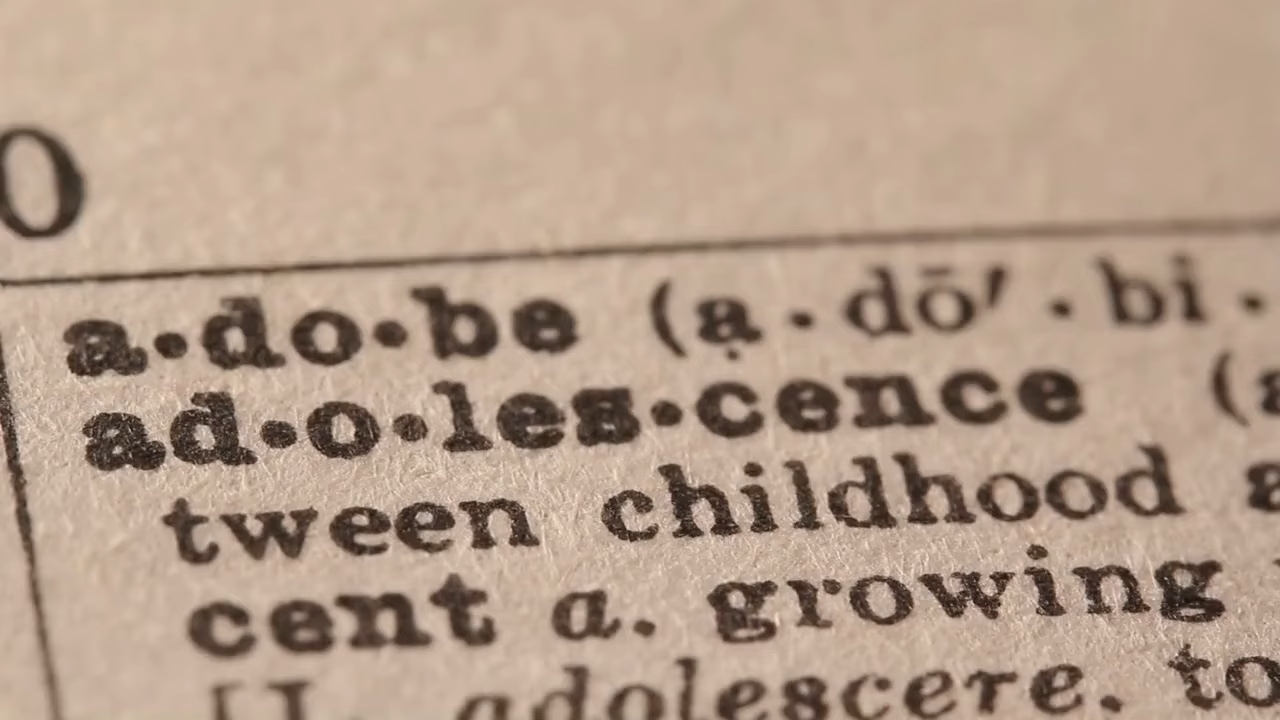 O
a·do·be (ạ·dō′·bi·
ad·o·les·cence (a
tween childhood a
cent a. growing
[L. adolescere. to